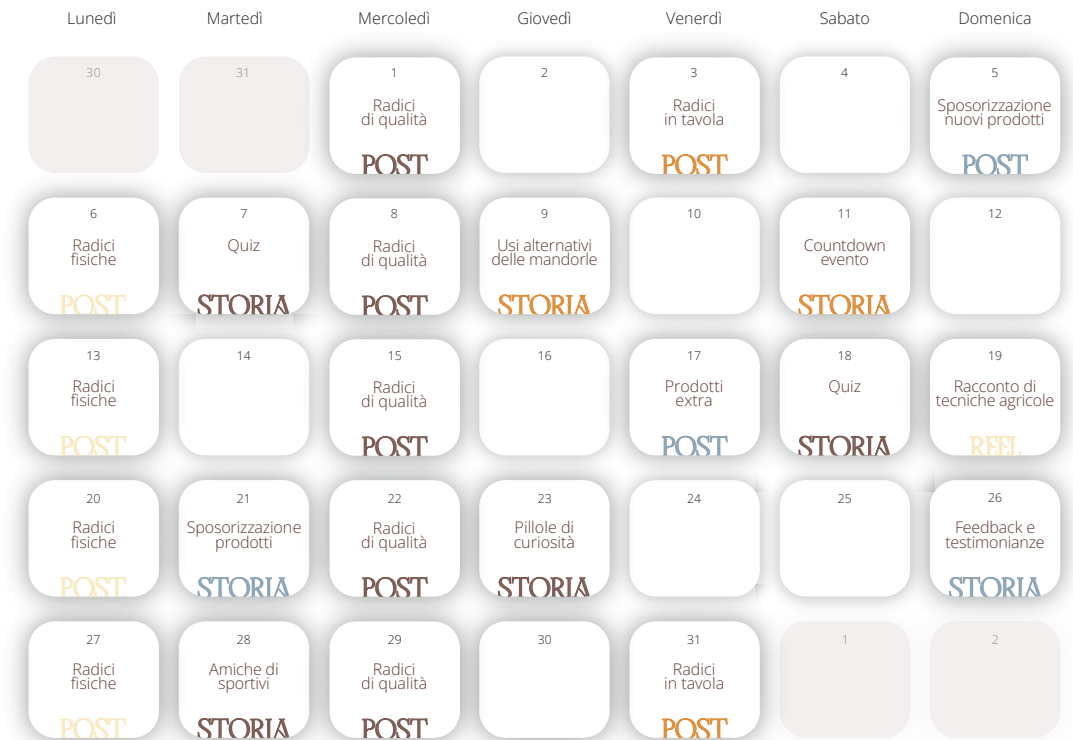 Lunedì Martedì Mercoledì Giovedì Venerdì Sabato Domenica
30 31 1 2 3 4 5
Radici
di qualità
POST
Radici
in tavola
POST
Sposorizzazione
nuovi prodotti
POST
6 7 8 9 10 11 12
Radici
fisiche
POST
Quiz
STORIA
Radici
di qualità
POST
Usi alternativi
delle mandorle
STORIA
Countdown
evento
STORIA
13 14 15 16 17 18 19
Radici
fisiche
POST
Radici
di qualità
POST
Prodotti
extra
POST
Quiz
STORIA
Racconto di
tecniche agricole
REEL
20 21 22 23 24 25 26
Radici
fisiche
POST
Sposorizzazione
prodotti
STORIA
Radici
di qualità
POST
Pillole di
curiosità
STORIA
Feedback e
testimonianze
STORIA
27 28 29 30 31 1 2
Radici
fisiche
POST
Amiche di
sportivi
STORIA
Radici
di qualità
POST
Radici
in tavola
POST